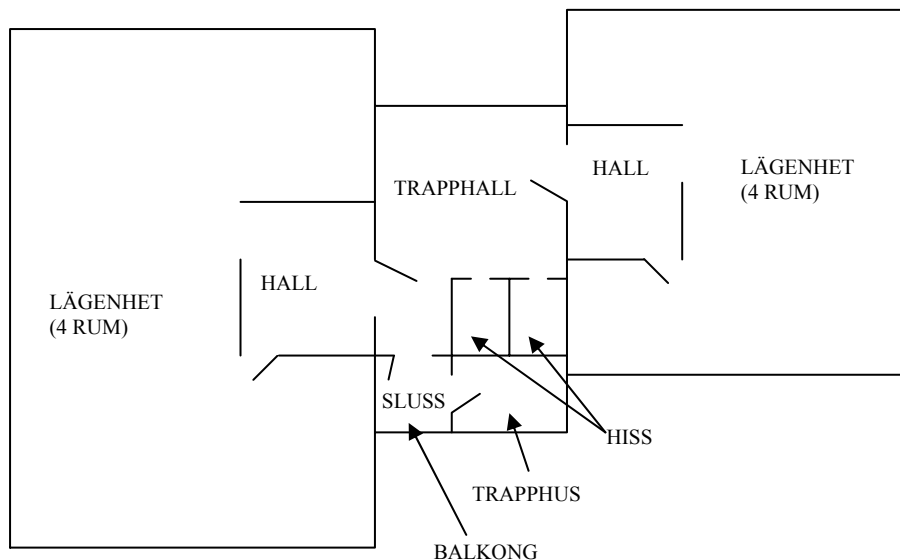 HALL
LÄGENHET
(4 RUM)
TRAPPHALL
HALL
LÄGENHET
(4 RUM)
SLUSS
HISS
TRAPPHUS
BALKONG